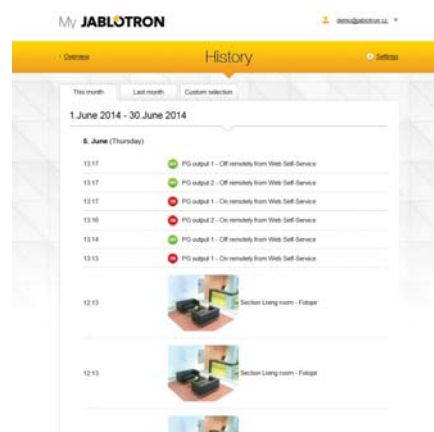 My JABLOTRON
demo@jablotron.cz
Overview
History
Settings
This month
Last month
Custom selection
1.June 2014 - 30.June 2014
5. June (Thursday)
13:17 PG output 1 - Off remotely from Web Self-Service
13:17 PG output 2 - Off remotely from Web Self-Service
13:17 PG output 1 - On remotely from Web Self-Service
13:16 PG output 2 - On remotely from Web Self-Service
13:14 PG output 1 - Off remotely from Web Self-Service
13:13 PG output 1 - On remotely from Web Self-Service
12:13 Section Living room - Fotopir
12:13 Section Living room - Fotopir